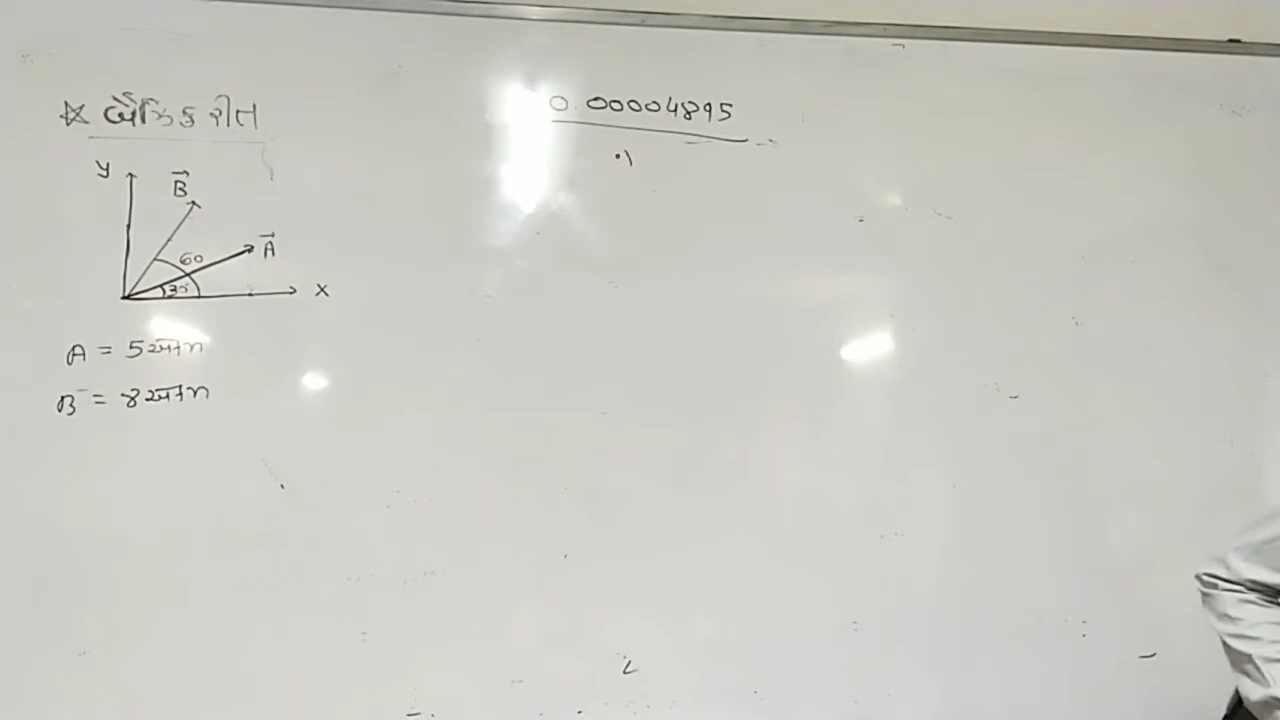 ☆ બૈજિક રીત
y
B⃗
A⃗
60
30°
x
A = 5 એકમ
B = 8 એકમ
0.00004895